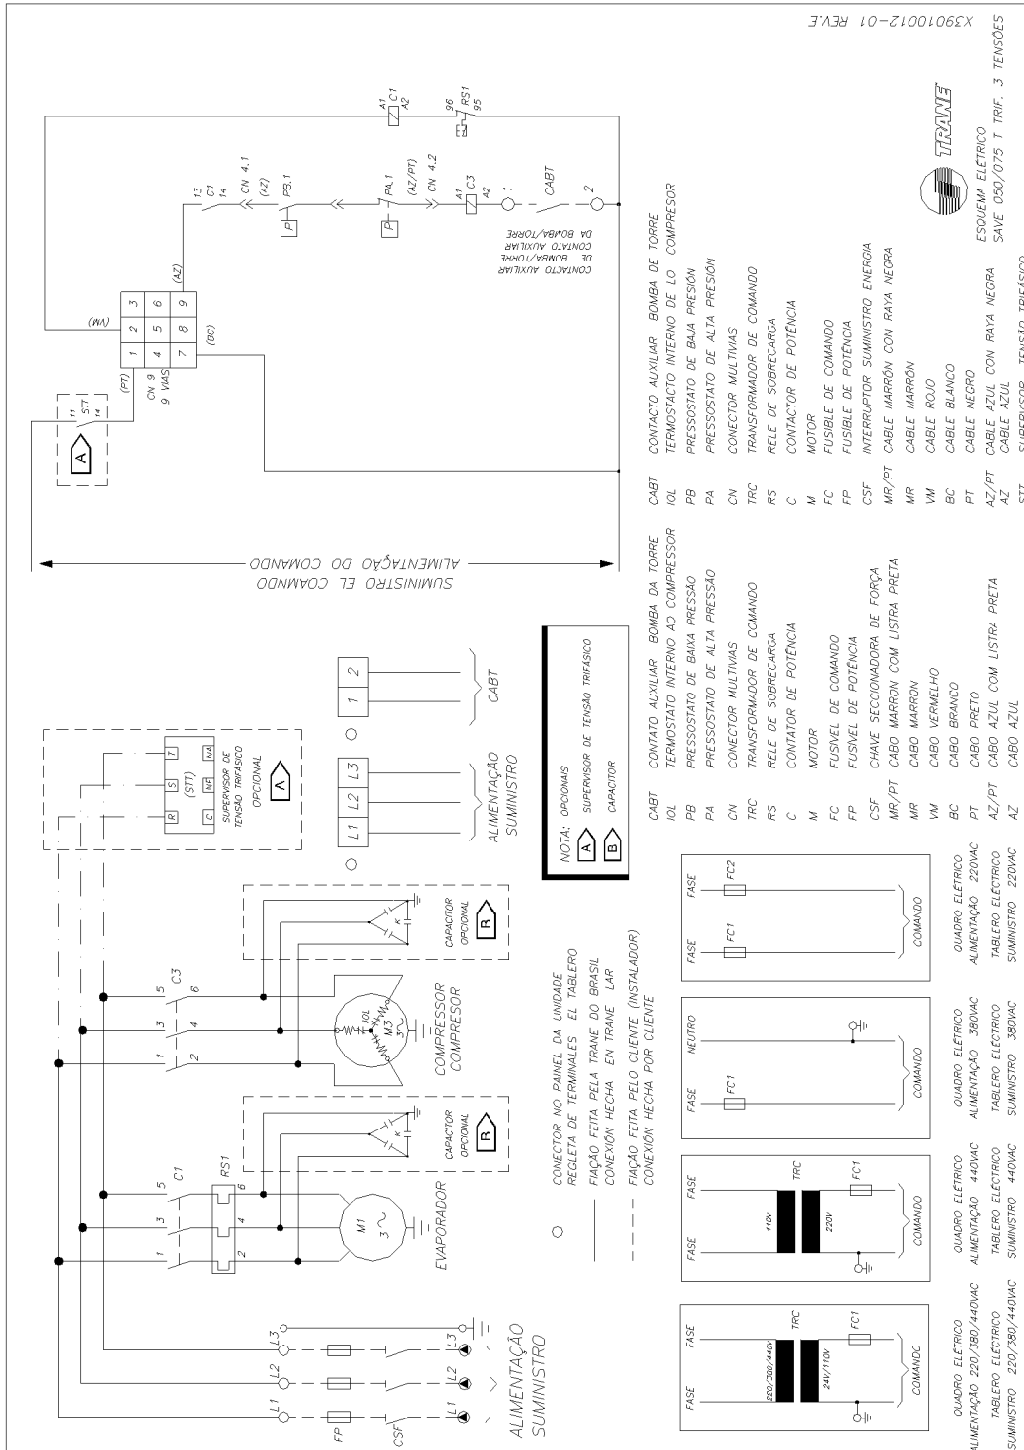 X39010012-01 REV.E
TRANE
ESQUEMA ELÉTRICO
SAVE 050/075 T TRIF. 3 TENSÕES
A1
C1
A2
96
RS1
95
13
C1
14
CN 4.1
(AZ)
PB.1
P
PA.1
P
(AZ/PT)
CN 4.2
A1
C3
A2
1
CABT
2
CONTACTO AUXILIAR
DE BOMBA/TORRE
CONTATO AUXILIAR
DA BOMBA/TORRE
(VM)
(AZ)
(PT)
CN 9
9 VIAS
1 2 3
4 5 6
7 8 9
11
14
A
SUMINISTRO EL COAMNDO
ALIMENTAÇÃO DO COMANDO
R S T
(STT)
C NF NA
SUPERVISOR DE
TENSÃO TRIFÁSICO
OPCIONAL
A
L1 L2 L3
ALIMENTAÇÃO
SUMINISTRO
1 2
CABT
NOTA: OPCIONAIS
A SUPERVISOR DE TENSÃO TRIFÁSICO
B CAPACITOR
1 3 5
C3
2 4 6
IOL
M3
3
COMPRESSOR
COMPRESOR
K
CAPACITOR
OPCIONAL
1 3 5
C1
RS1
2 4 6
M1
3
EVAPORADOR
K
CAPACTOR
OPCIONAL
L1 L2 L3
FP
CSF
L1 L2 L3
ALIMENTAÇÃO
SUMINISTRO
CONECTOR NO PAINEL DA UNIDADE
REGLETA DE TERMINALES EL TABLERO
FIAÇÃO FEITA PELA TRANE DO BRASIL
CONEXIÓN HECHA EN TRANE LAR
FIAÇÃO FEITA PELO CLIENTE (INSTALADOR)
CONEXIÓN HECHA POR CLIENTE
FASE FASE
TRC
24V/110V
FC1
QUADRO ELÉTRICO
ALIMENTAÇÃO 220/380/440VAC
TABLERO ELÉCTRICO
SUMINISTRO 220/380/440VAC
FASE FASE
TRC
110V
220V
FC1
COMANDO
QUADRO ELÉTRICO
ALIMENTAÇÃO 440VAC
TABLERO ELÉCTRICO
SUMINISTRO 440VAC
FASE NEUTRO
FC1
COMANDO
QUADRO ELÉTRICO
ALIMENTAÇÃO 380VAC
TABLERO ELÉCTRICO
SUMINISTRO 380VAC
FASE FASE
FC1 FC2
COMANDO
QUADRO ELÉTRICO
ALIMENTAÇÃO 220VAC
TABLERO ELÉCTRICO
SUMINISTRO 220VAC
CABT CONTATO AUXILIAR BOMBA DA TORRE
IOL TERMOSTATO INTERNO AO COMPRESSOR
PB PRESSOSTATO DE BAIXA PRESSÃO
PA PRESSOSTATO DE ALTA PRESSÃO
CN CONECTOR MULTIVIAS
TRC TRANSFORMADOR DE COMANDO
RS RELE DE SOBRECARGA
C CONTATOR DE POTÊNCIA
M MOTOR
FC FUSIVEL DE COMANDO
FP FUSIVEL DE POTÊNCIA
CSF CHAVE SECCIONADORA DE FORÇA
MR/PT CABO MARRON COM LISTRA PRETA
MR CABO MARRON
VM CABO VERMELHO
BC CABO BRANCO
PT CABO PRETO
AZ/PT CABO AZUL COM LISTRA PRETA
AZ CABO AZUL
CABT CONTACTO AUXILIAR BOMBA DE TORRE
IOL TERMOSTACTO INTERNO DE LO COMPRESOR
PB PRESSOSTATO DE BAJA PRESIÓN
PA PRESSOSTATO DE ALTA PRESIÓN
CN CONECTOR MULTIVIAS
TRC TRANSFORMADOR DE COMANDO
RS RELE DE SOBRECARGA
C CONTACTOR DE POTÊNCIA
M MOTOR
FC FUSIBLE DE COMANDO
FP FUSIBLE DE POTÊNCIA
CSF INTERRUPTOR SUMINISTRO ENERGIA
MR/PT CABLE MARRÓN CON RAYA NEGRA
MR CABLE MARRÓN
VM CABLE ROJO
BC CABLE BLANCO
PT CABLE NEGRO
AZ/PT CABLE AZUL CON RAYA NEGRA
AZ CABLE AZUL
STT SUPERVISOR TENSÃO TRIFÁSICO